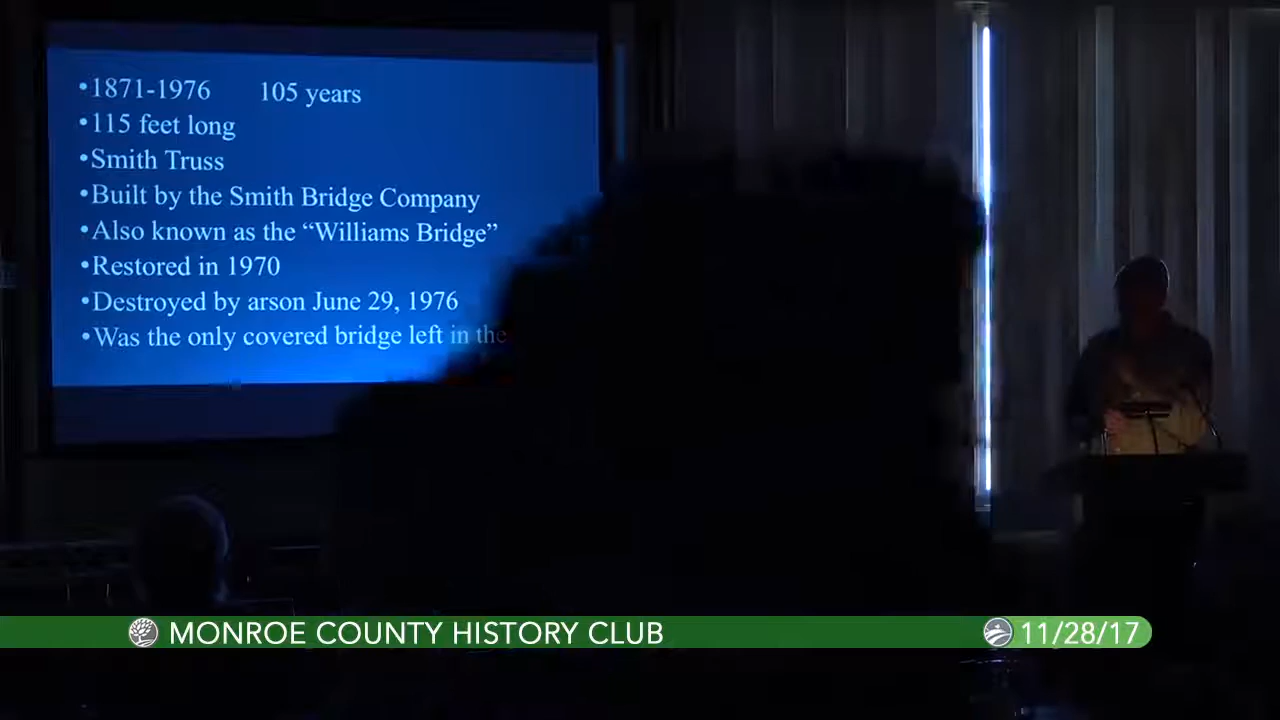 •1871-1976 105 years
•115 feet long
•Smith Truss
•Built by the Smith Bridge Company
•Also known as the “Williams Bridge”
•Restored in 1970
•Destroyed by arson June 29, 1976
•Was the only covered bridge left in the
MONROE COUNTY HISTORY CLUB
11/28/17